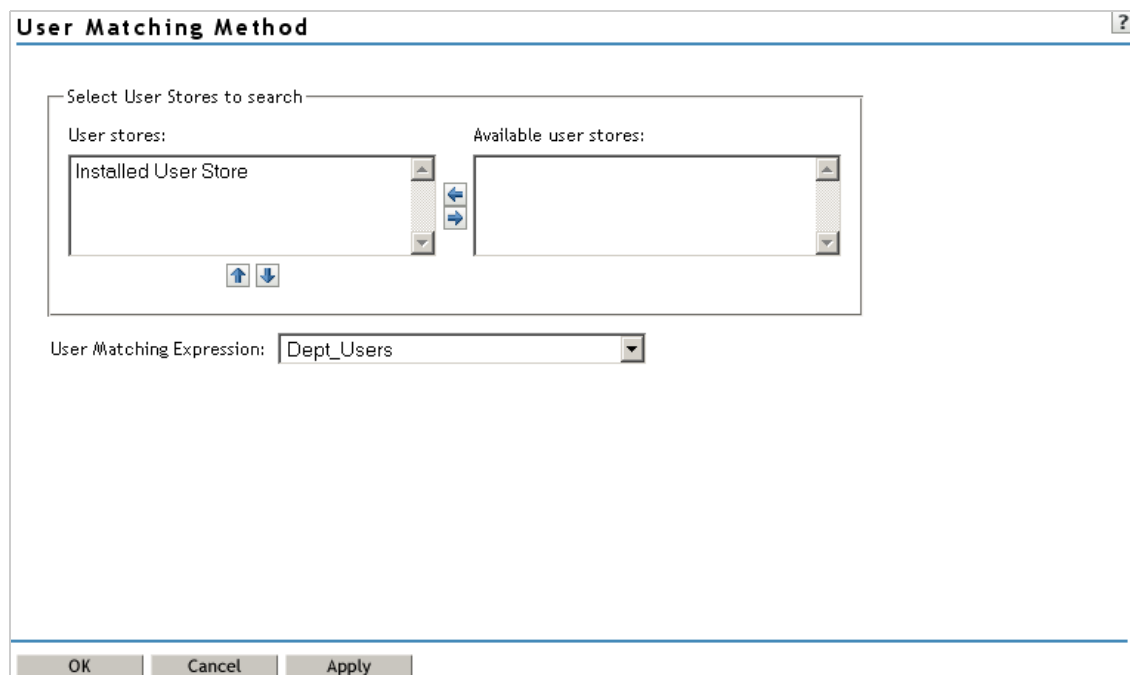 User Matching Method
?
Select User Stores to search
User stores:
Available user stores:
Installed User Store
User Matching Expression:
Dept_Users
OK
Cancel
Apply